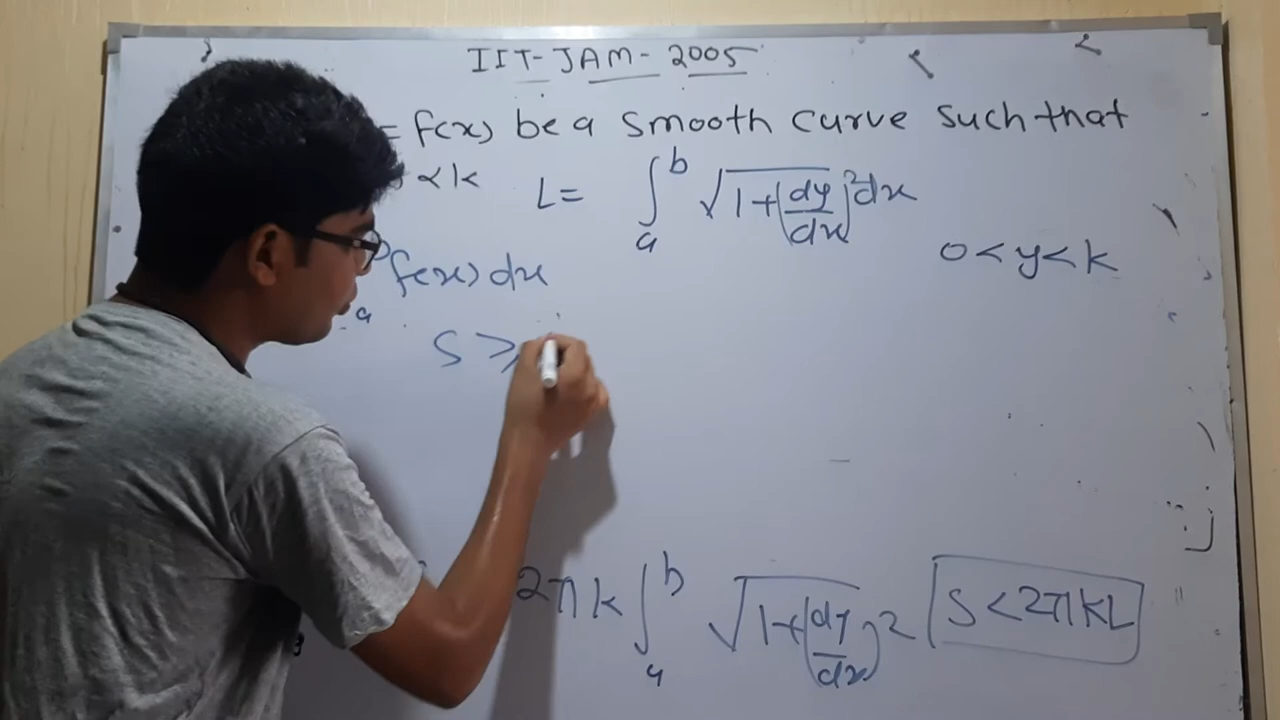 IIT-JAM-2005
= f(x) be a smooth curve such that
< k L = ∫_a^b √(1+(dy/dx)^2) dx
0 < y < k
f(x) dx
a
S ≥
2πk ∫_a^b √(1+(dy/dx)^2) S < 2πkL